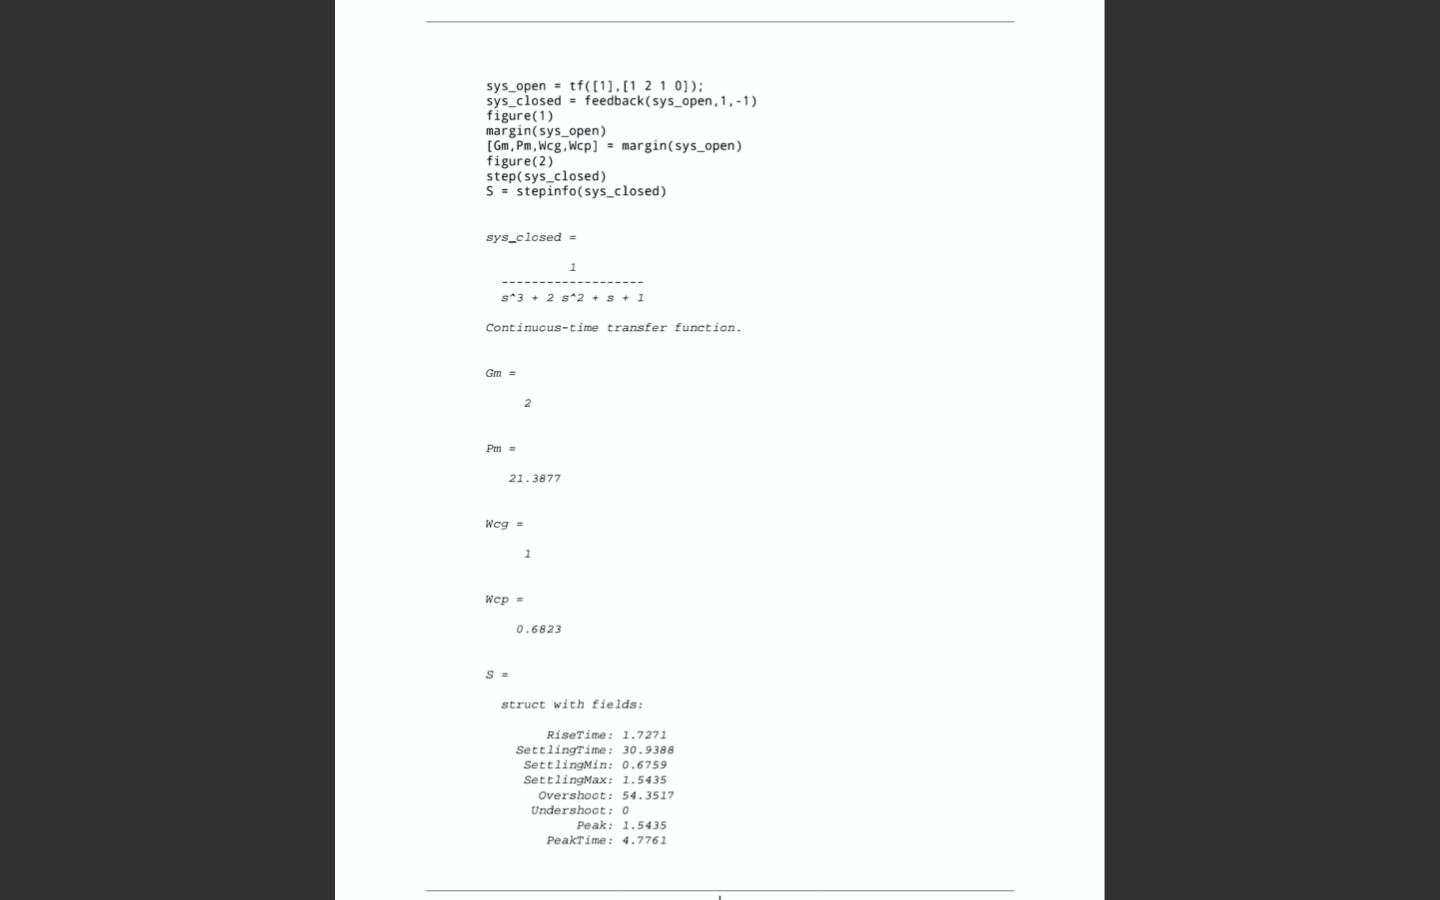 sys_open = tf([1],[1 2 1 0]);
sys_closed = feedback(sys_open,1,-1)
figure(1)
margin(sys_open)
[Gm,Pm,Wcg,Wcp] = margin(sys_open)
figure(2)
step(sys_closed)
S = stepinfo(sys_closed)
sys_closed =
1
-------------------
s^3 + 2 s^2 + s + 1
Continuous-time transfer function.
Gm =
2
Pm =
21.3877
Wcg =
1
Wcp =
0.6823
S =
struct with fields:
RiseTime: 1.7271
SettlingTime: 30.9388
SettlingMin: 0.6759
SettlingMax: 1.5435
Overshoot: 54.3517
Undershoot: 0
Peak: 1.5435
PeakTime: 4.7761